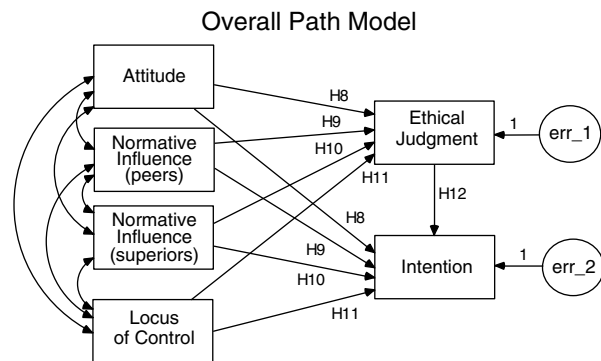 Overall Path Model
Attitude
Normative
Influence
(peers)
Normative
Influence
(superiors)
Locus
of Control
H8
H9
H10
H11
Ethical
Judgment
1
err_1
H12
H8
H9
H10
H11
Intention
1
err_2